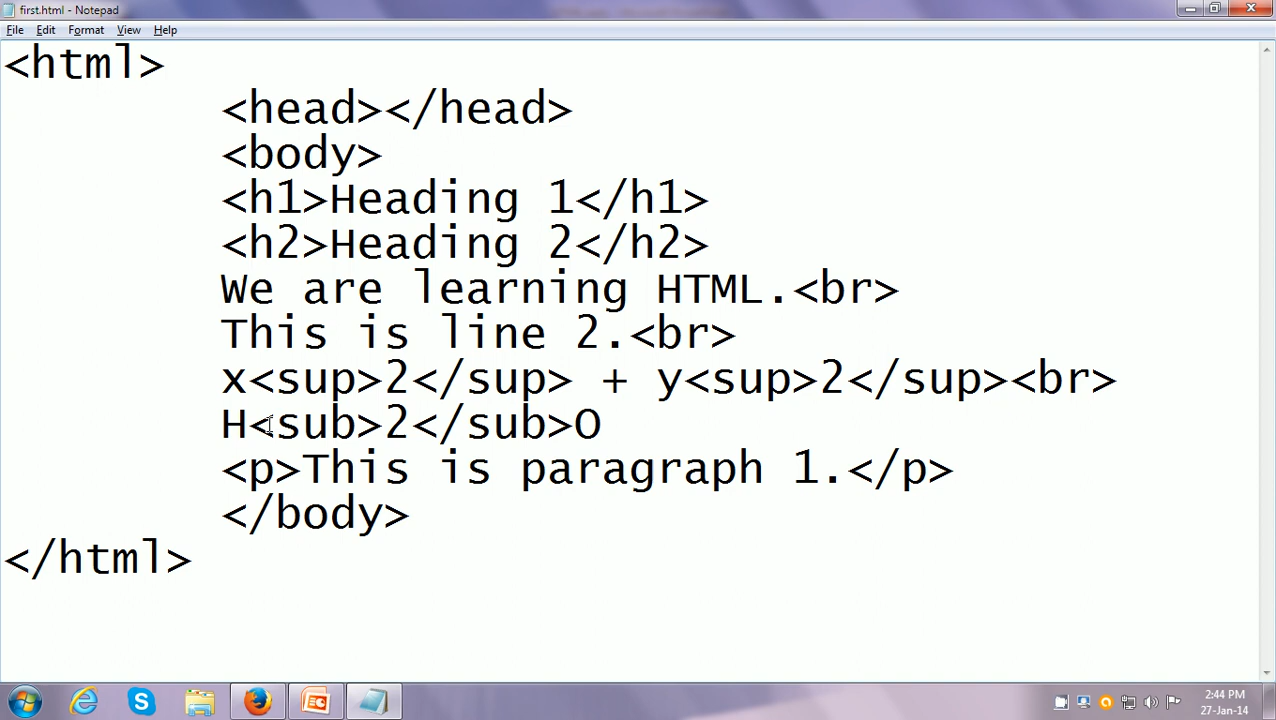 first.html - Notepad
File Edit Format View Help
<html>
<head></head>
<body>
<h1>Heading 1</h1>
<h2>Heading 2</h2>
We are learning HTML.<br>
This is line 2.<br>
x<sup>2</sup> + y<sup>2</sup><br>
H<sub>2</sub>O
<p>This is paragraph 1.</p>
</body>
</html>
2:44 PM
27-Jan-14